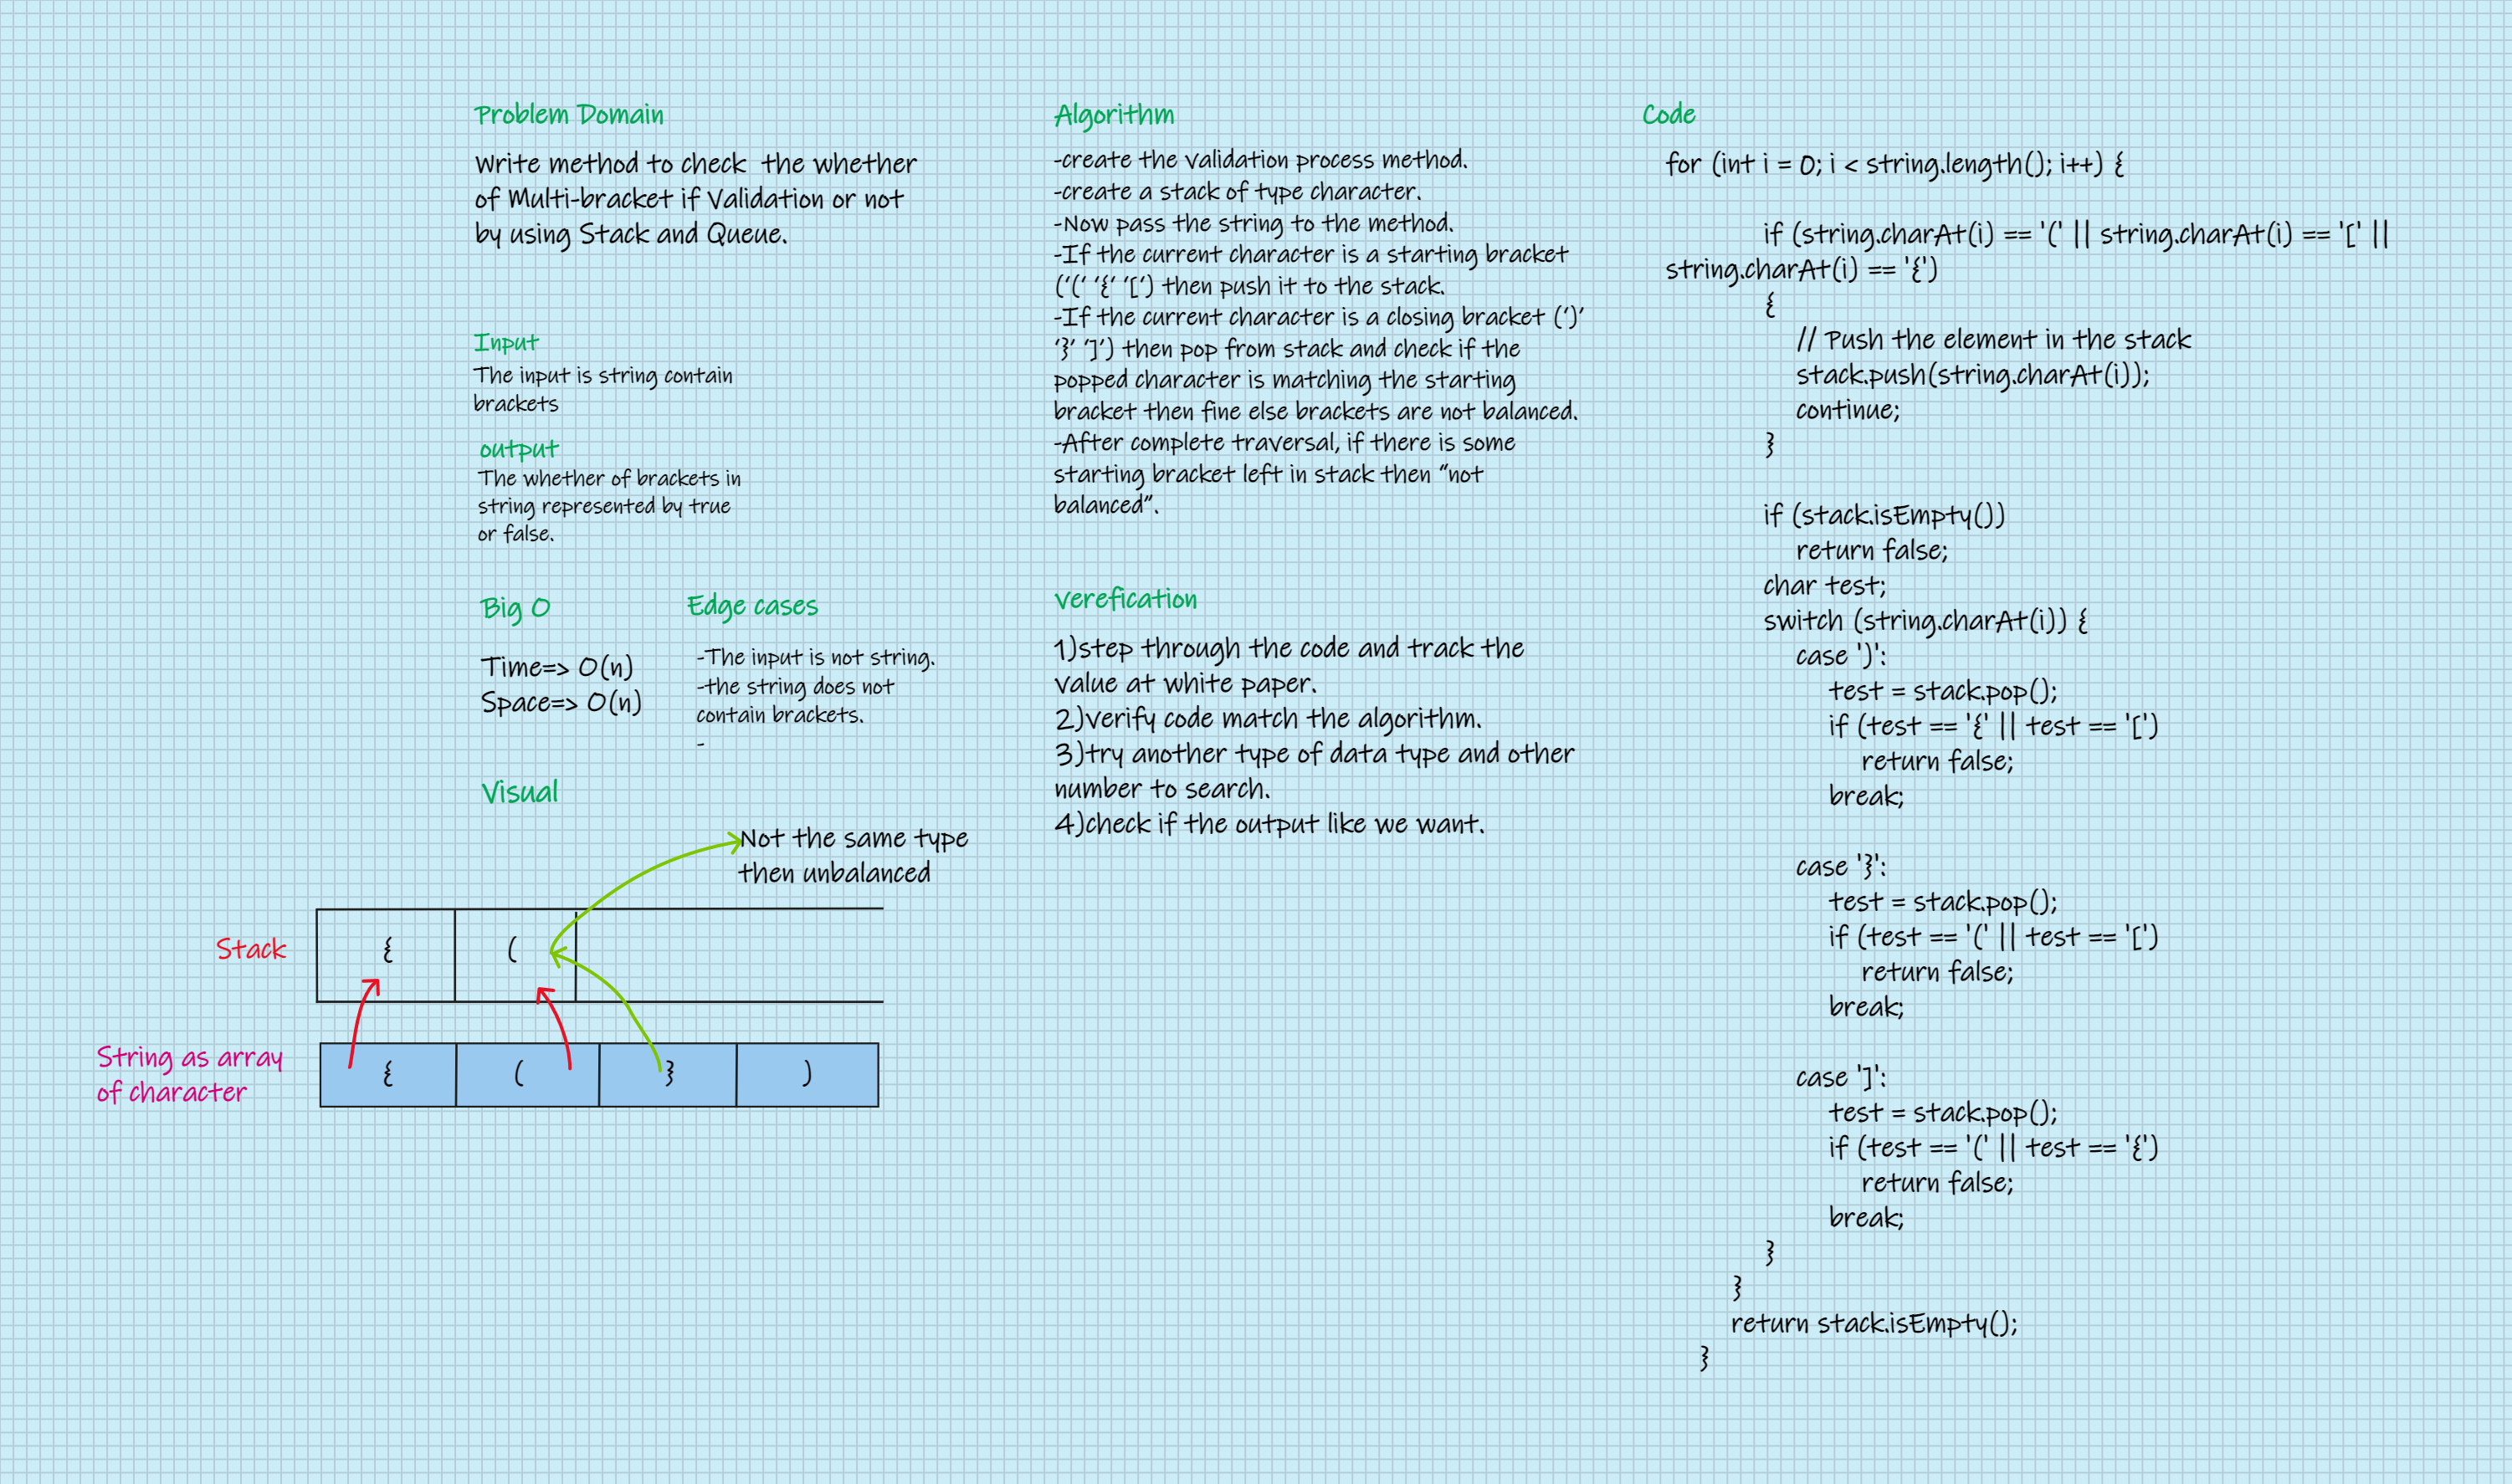 Problem Domain
Write method to check  the whether
of Multi-bracket if Validation or not
by using Stack and Queue.
Input
The input is string contain
brackets
output
The whether of brackets in
string represented by true
or false.
Big O
Time=> O(n)
Space=> O(n)
Edge cases
-The input is not string.
-the string does not
contain brackets.
-
Visual
Not the same type
then unbalanced
Stack
{
(
String as array
of character
{
(
}
)
Algorithm
-create the validation process method.
-create a stack of type character.
-Now pass the string to the method.
-If the current character is a starting bracket
(‘(‘ ‘{‘ ‘[‘) then push it to the stack.
-If the current character is a closing bracket (‘)’
‘}’ ‘]’) then pop from stack and check if the
popped character is matching the starting
bracket then fine else brackets are not balanced.
-After complete traversal, if there is some
starting bracket left in stack then “not
balanced”.
verefication
1)step through the code and track the
value at white paper.
2)verify code match the algorithm.
3)try another type of data type and other
number to search.
4)check if the output like we want.
Code
for (int i = 0; i < string.length(); i++) {
if (string.charAt(i) == '(' || string.charAt(i) == '[' ||
string.charAt(i) == '{')
{
// Push the element in the stack
stack.push(string.charAt(i));
continue;
}
if (stack.isEmpty())
return false;
char test;
switch (string.charAt(i)) {
case ')':
test = stack.pop();
if (test == '{' || test == '[')
return false;
break;
case '}':
test = stack.pop();
if (test == '(' || test == '[')
return false;
break;
case ']':
test = stack.pop();
if (test == '(' || test == '{')
return false;
break;
}
}
return stack.isEmpty();
}